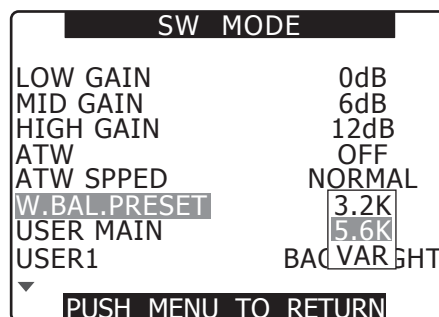 SW MODE
LOW GAIN 0dB
MID GAIN 6dB
HIGH GAIN 12dB
ATW OFF
ATW SPPED NORMAL
W.BAL.PRESET 3.2K
USER MAIN 5.6K
USER1 BAC VAR GHT
PUSH MENU TO RETURN